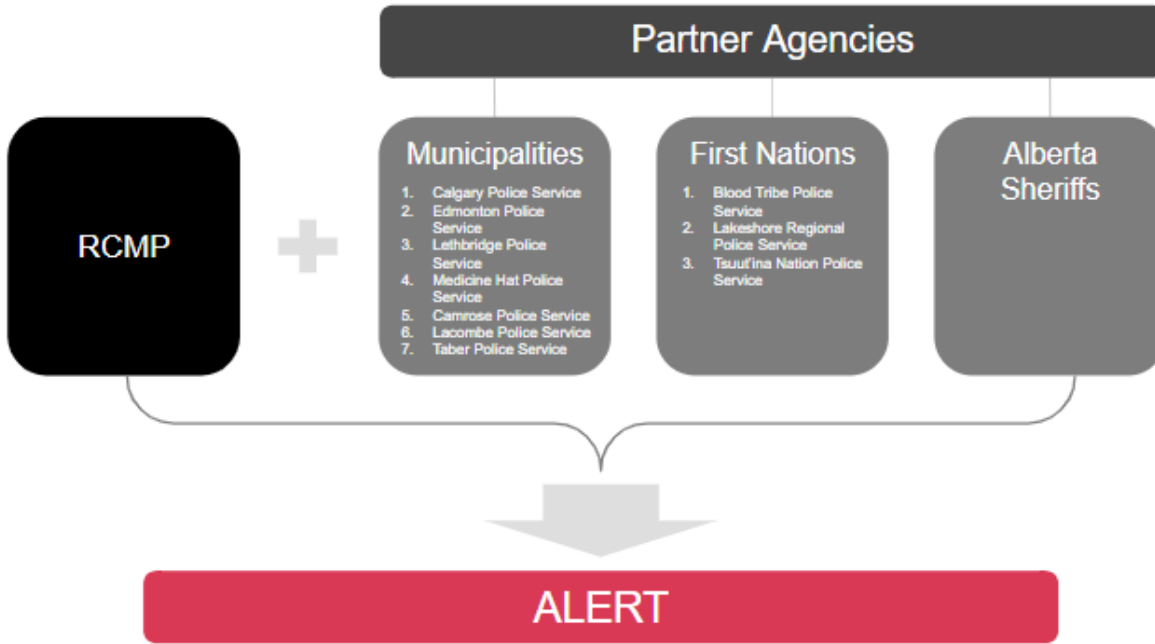 Partner Agencies
RCMP
Municipalities
1. Calgary Police Service
2. Edmonton Police
Service
3. Lethbridge Police
Service
4. Medicine Hat Police
Service
5. Camrose Police Service
6. Lacombe Police Service
7. Taber Police Service
First Nations
1. Blood Tribe Police
Service
2. Lakeshore Regional
Police Service
3. Tsuut'ina Nation Police
Service
Alberta
Sheriffs
ALERT